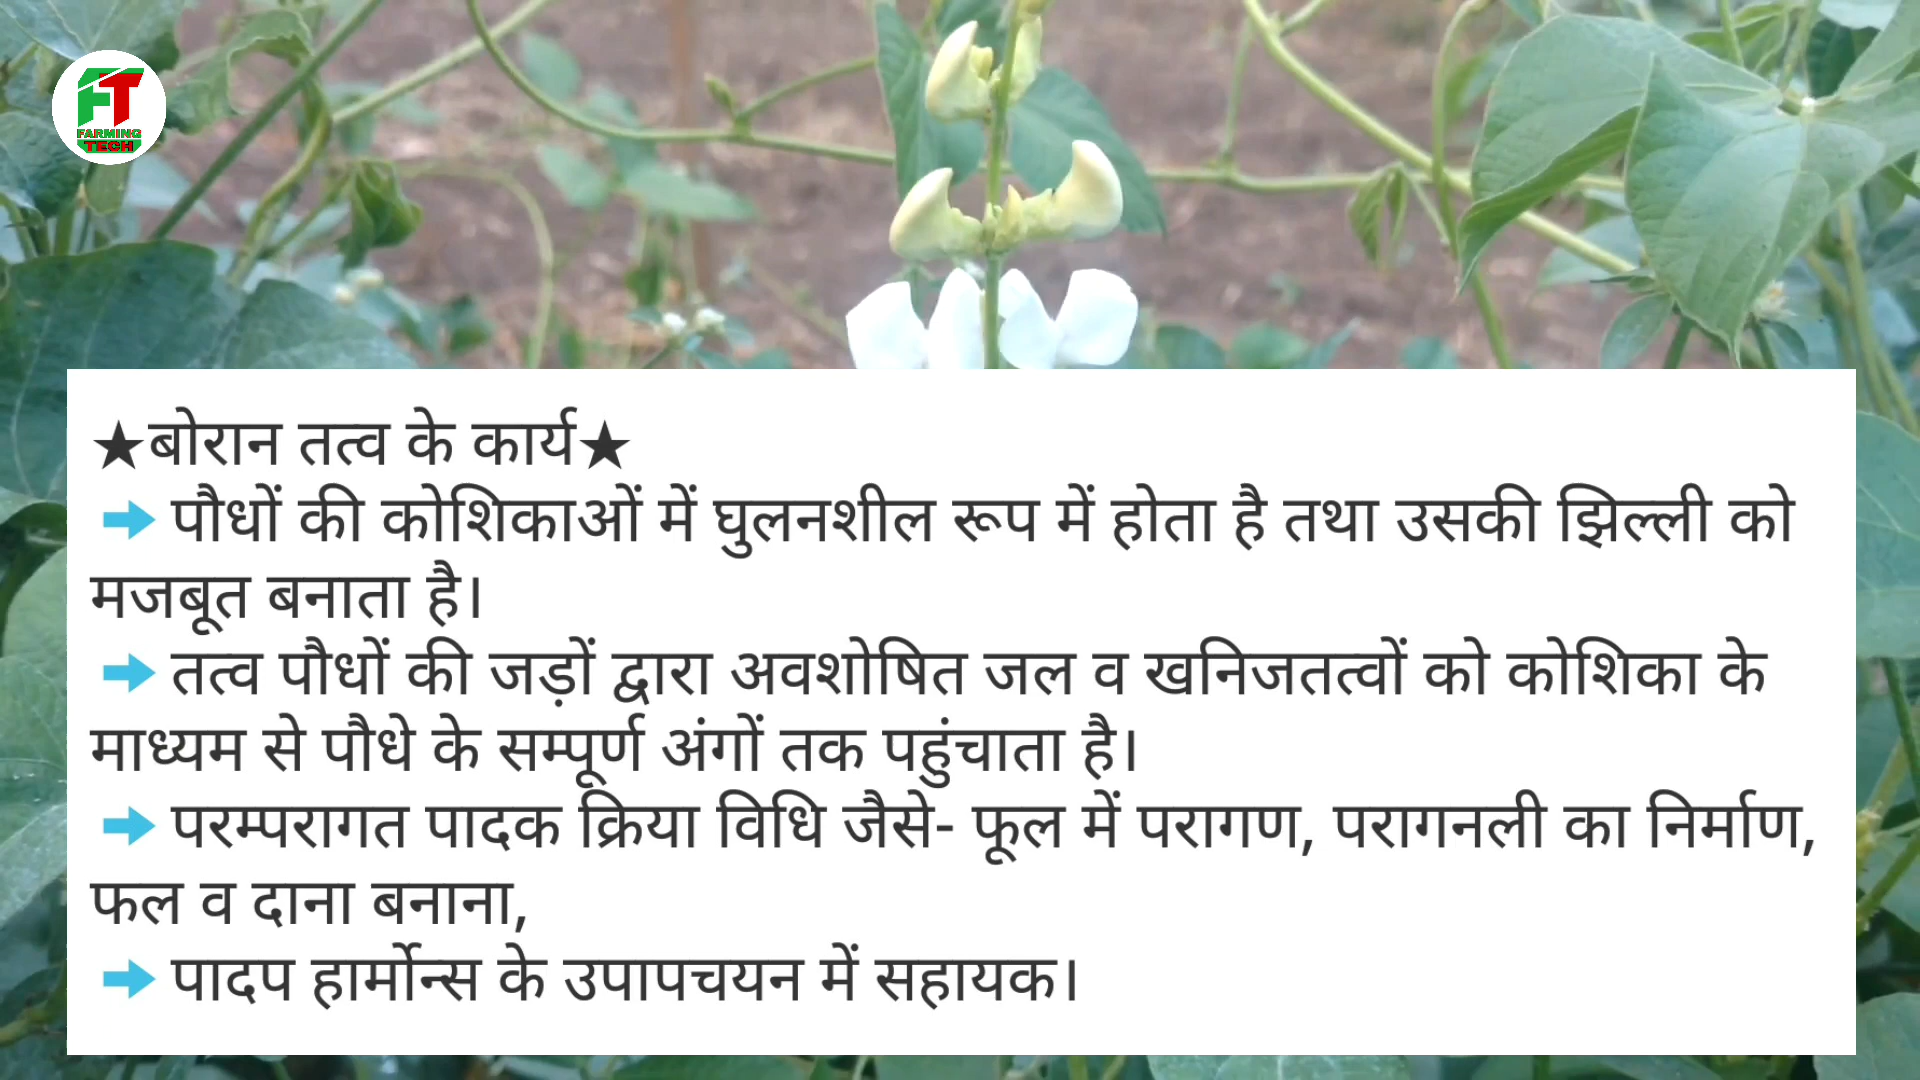 FT
FARMING
TECH
★बोरान तत्व के कार्य★
➡ पौधों की कोशिकाओं में घुलनशील रूप में होता है तथा उसकी झिल्ली को
मजबूत बनाता है।
➡ तत्व पौधों की जड़ों द्वारा अवशोषित जल व खनिजतत्वों को कोशिका के
माध्यम से पौधे के सम्पूर्ण अंगों तक पहुंचाता है।
➡ परम्परागत पादक क्रिया विधि जैसे- फूल में परागण, परागनली का निर्माण,
फल व दाना बनाना,
➡ पादप हार्मोन्स के उपापचयन में सहायक।